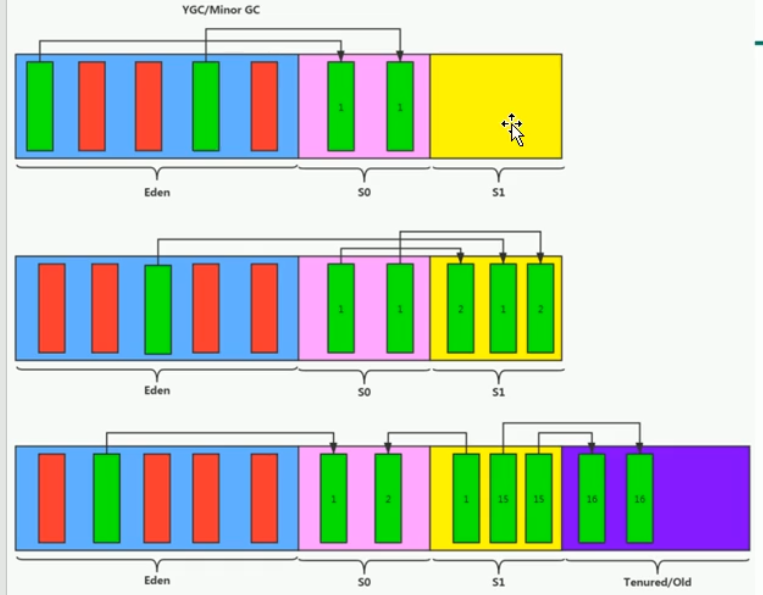 YGC/Minor GC
1 1
Eden S0 S1
1 1 2 1 2
Eden S0 S1
1 2 1 15 15 16 16
Eden S0 S1 Tenured/Old